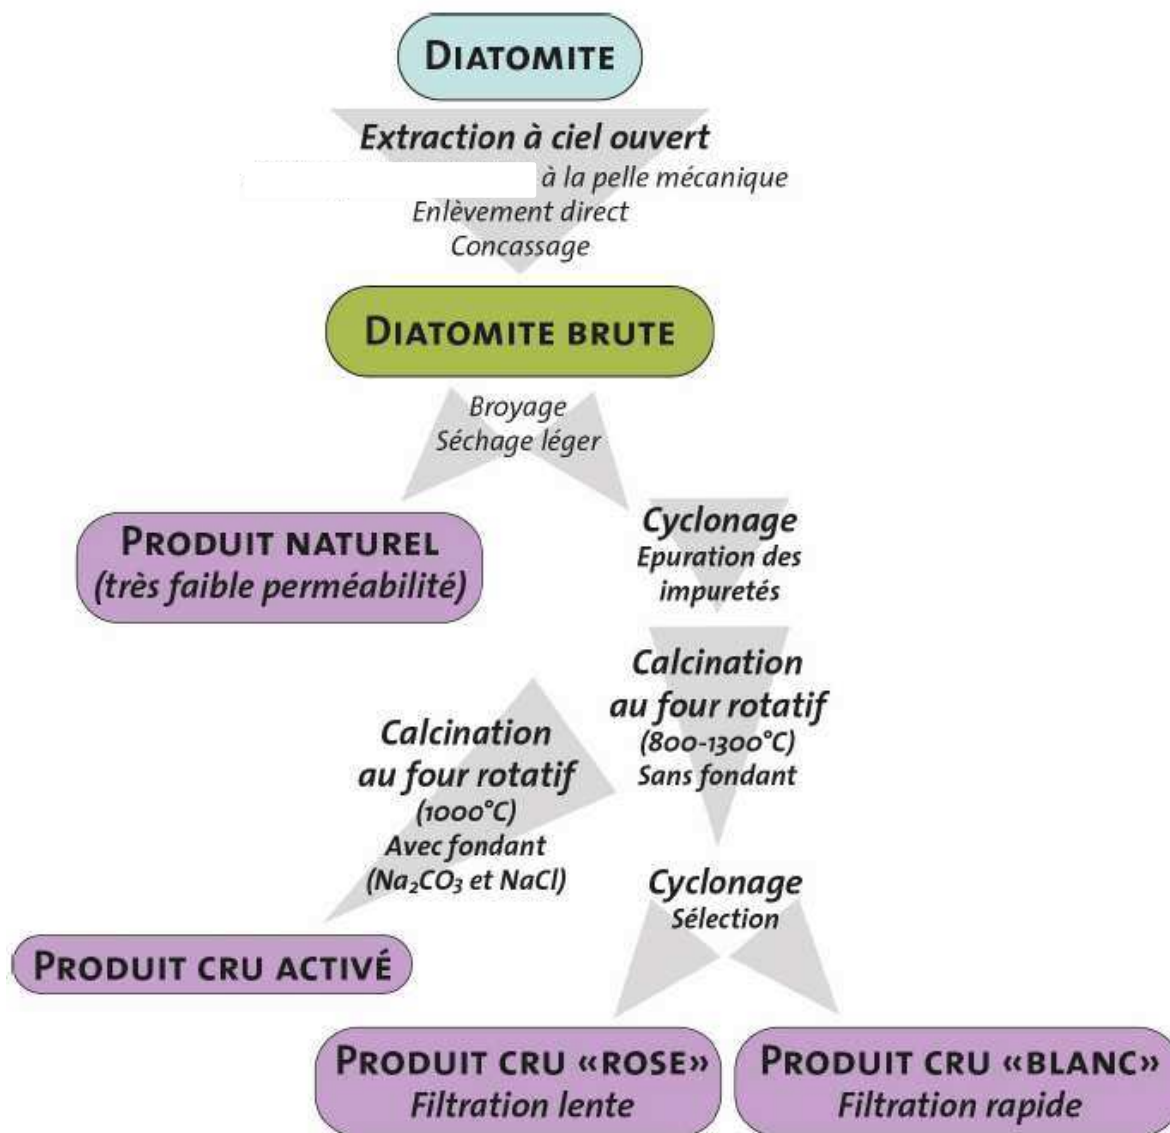 DIATOMITE
Extraction à ciel ouvert
à la pelle mécanique
Enlèvement direct
Concassage
DIATOMITE BRUTE
Broyage
Séchage léger
PRODUIT NATUREL
(très faible perméabilité)
Cyclonage
Epuration des
impuretés
Calcination
au four rotatif
(800-1300°C)
Sans fondant
Calcination
au four rotatif
(1000°C)
Avec fondant
(Na₂CO₃ et NaCl)
Cyclonage
Sélection
PRODUIT CRU ACTIVÉ
PRODUIT CRU «ROSE»
Filtration lente
PRODUIT CRU «BLANC»
Filtration rapide